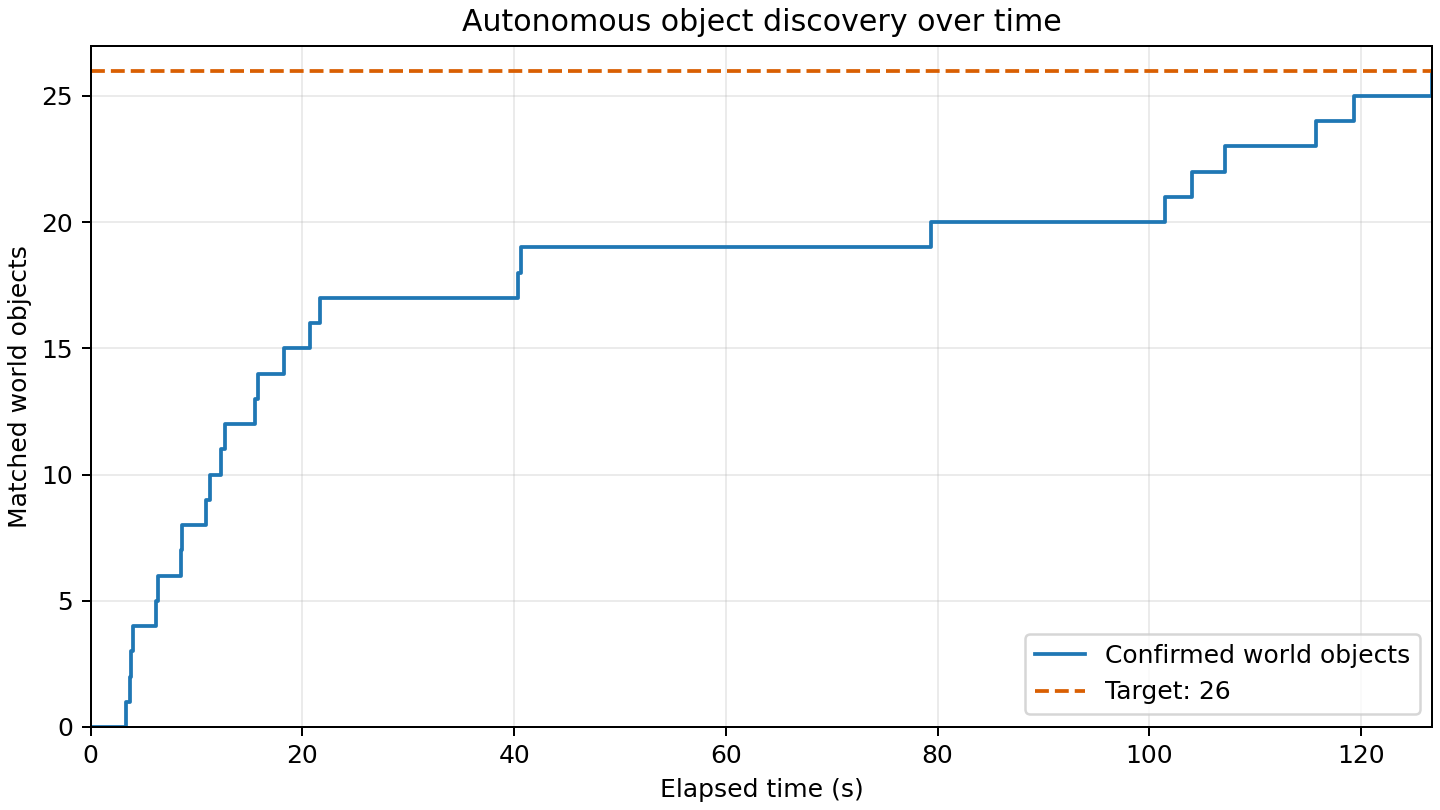 Autonomous object discovery over time
Matched world objects
25
20
15
10
5
0
0 20 40 60 80 100 120
Elapsed time (s)
Confirmed world objects
Target: 26